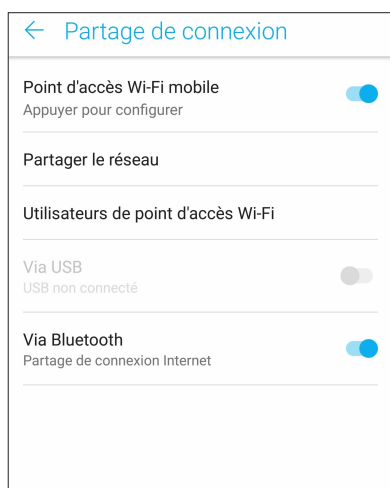 Partage de connexion
Point d'accès Wi-Fi mobile
Appuyer pour configurer
Partager le réseau
Utilisateurs de point d'accès Wi-Fi
Via USB
USB non connecté
Via Bluetooth
Partage de connexion Internet